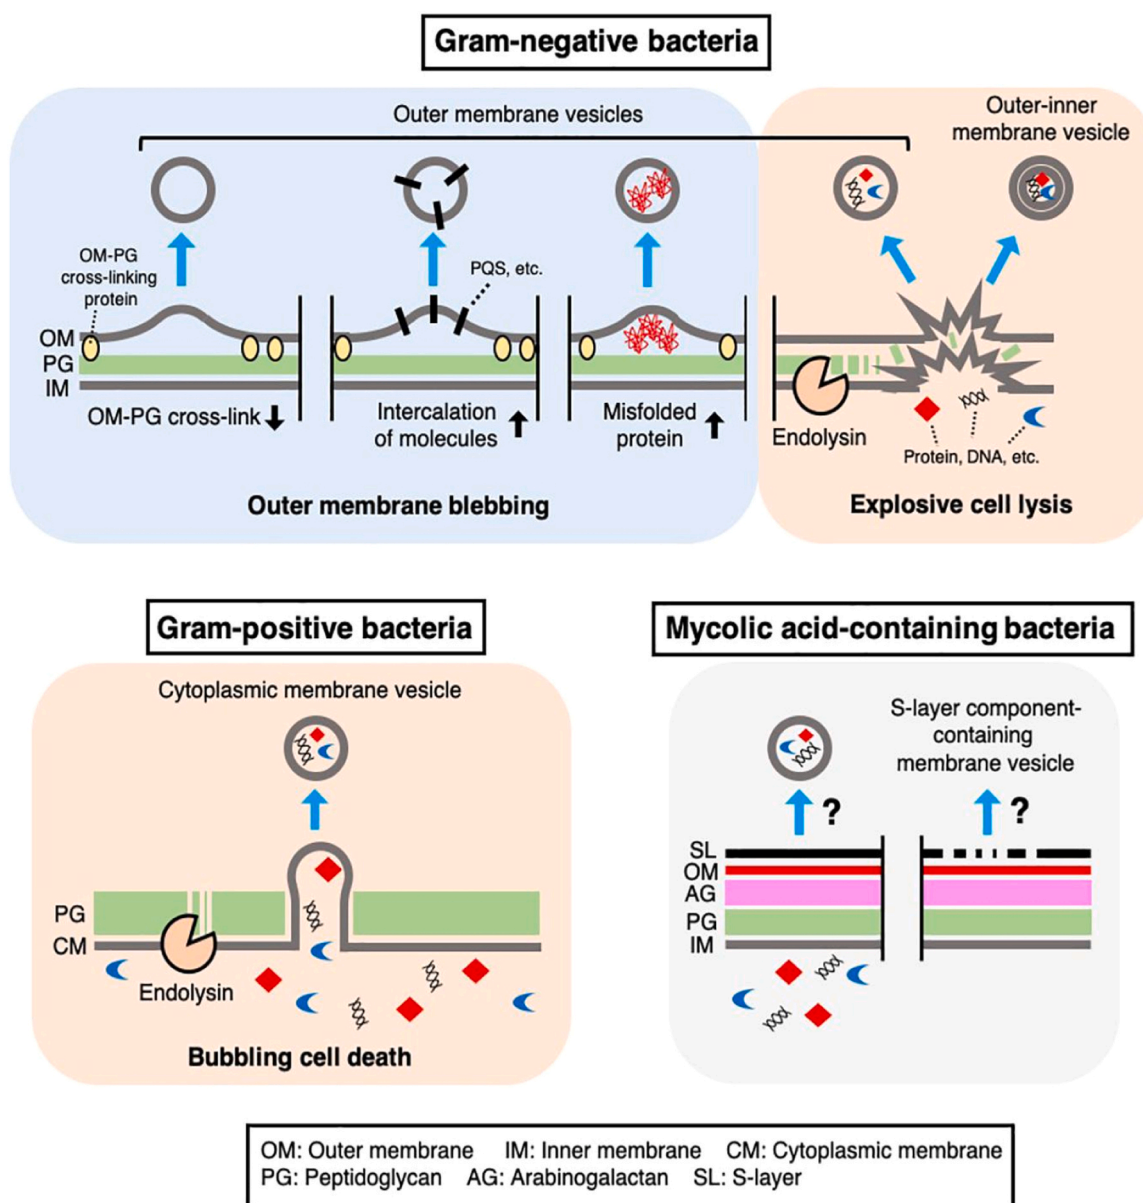 Gram-negative bacteria
Outer membrane vesicles
Outer-inner
membrane vesicle
OM-PG
cross-linking
protein
PQS, etc.
OM
PG
IM
OM-PG cross-link
Intercalation
of molecules
Misfolded
protein
Endolysin
Protein, DNA, etc.
Outer membrane blebbing
Explosive cell lysis
Gram-positive bacteria
Cytoplasmic membrane vesicle
PG
CM
Endolysin
Bubbling cell death
Mycolic acid-containing bacteria
S-layer component-
containing
membrane vesicle
?
?
SL
OM
AG
PG
IM
OM: Outer membrane IM: Inner membrane CM: Cytoplasmic membrane
PG: Peptidoglycan AG: Arabinogalactan SL: S-layer